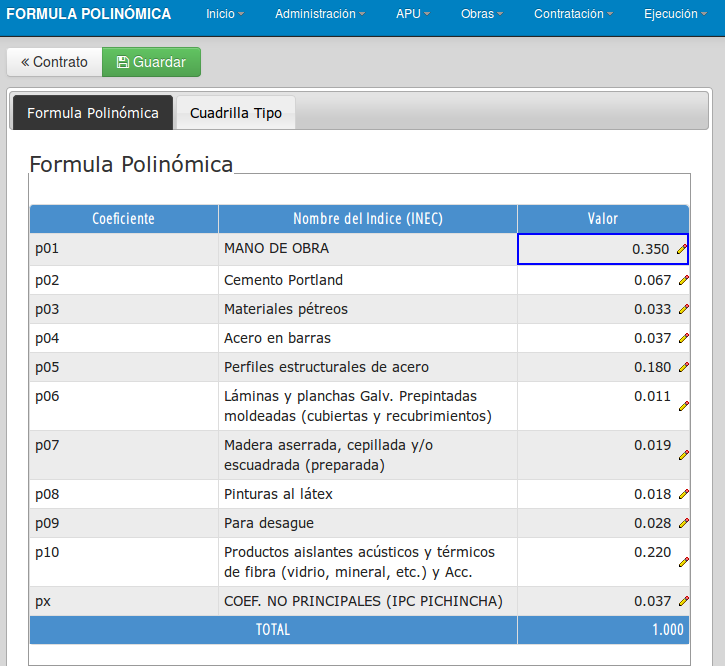 FORMULA POLINÓMICA Inicio Administración APU Obras Contratación Ejecución
« Contrato Guardar
Formula Polinómica Cuadrilla Tipo
Formula Polinómica
Coeficiente Nombre del Indice (INEC) Valor
p01 MANO DE OBRA 0.350
p02 Cemento Portland 0.067
p03 Materiales pétreos 0.033
p04 Acero en barras 0.037
p05 Perfiles estructurales de acero 0.180
p06 Láminas y planchas Galv. Prepintadas 0.011
moldeadas (cubiertas y recubrimientos)
p07 Madera aserrada, cepillada y/o 0.019
escuadrada (preparada)
p08 Pinturas al látex 0.018
p09 Para desague 0.028
p10 Productos aislantes acústicos y térmicos 0.220
de fibra (vidrio, mineral, etc.) y Acc.
px COEF. NO PRINCIPALES (IPC PICHINCHA) 0.037
TOTAL 1.000